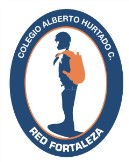 COLEGIO ALBERTO HURTADO C.
RED FORTALEZA